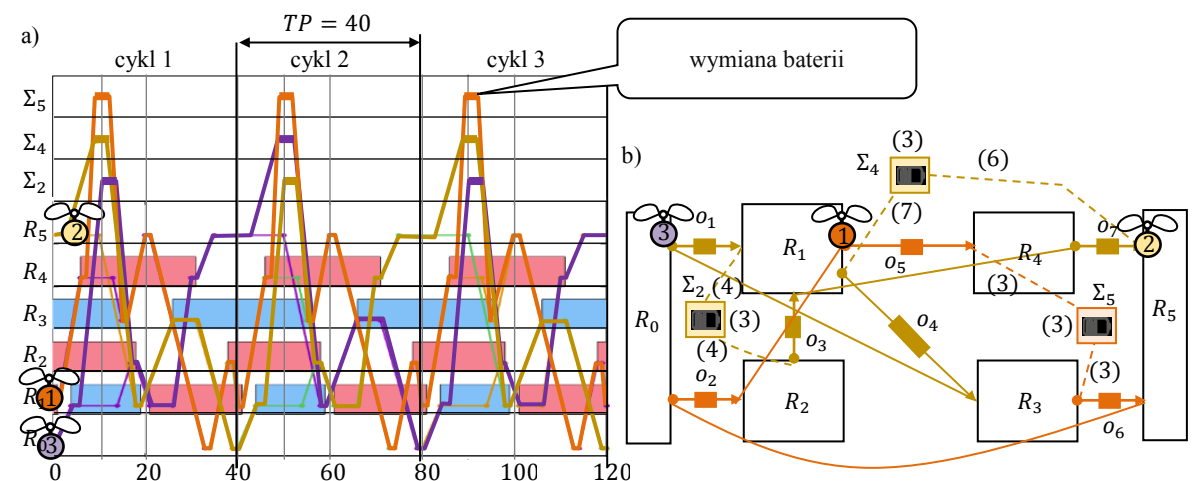 a)
TP = 40
cykl 1
cykl 2
cykl 3
wymiana baterii
Σ₅
Σ₄
Σ₂
R₅
2
R₄
R₃
R₂
R₁
1
R₀
3
0
20
40
60
80
100
120
b)
(3)
Σ₄
(6)
(7)
3
o₁
R₁
1
o₅
R₄
o₇
2
Σ₂
(4)
(3)
(4)
(3)
Σ₅
(3)
(3)
R₀
R₅
o₃
o₄
o₂
R₂
R₃
o₆